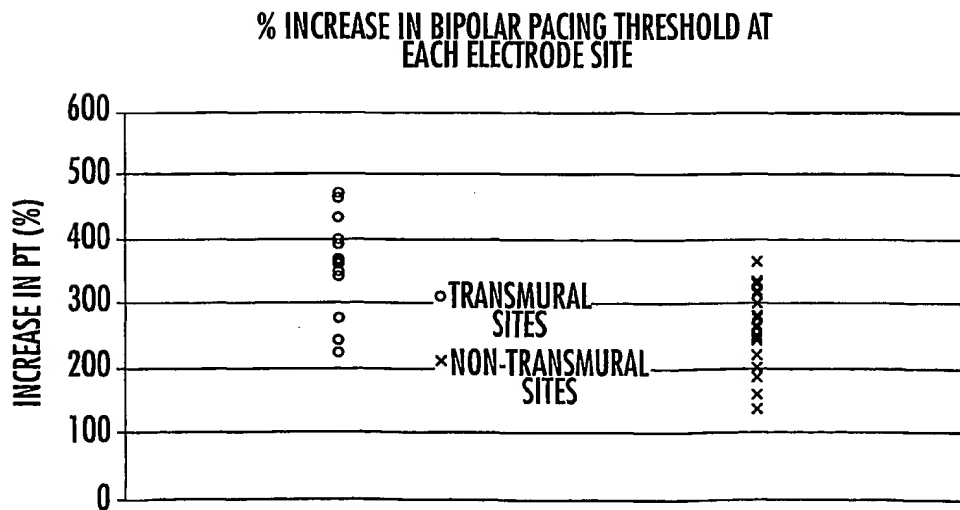 % INCREASE IN BIPOLAR PACING THRESHOLD AT
EACH ELECTRODE SITE
INCREASE IN PT (%)
600
500
400
300
200
100
0
TRANSMURAL
SITES
NON-TRANSMURAL
SITES